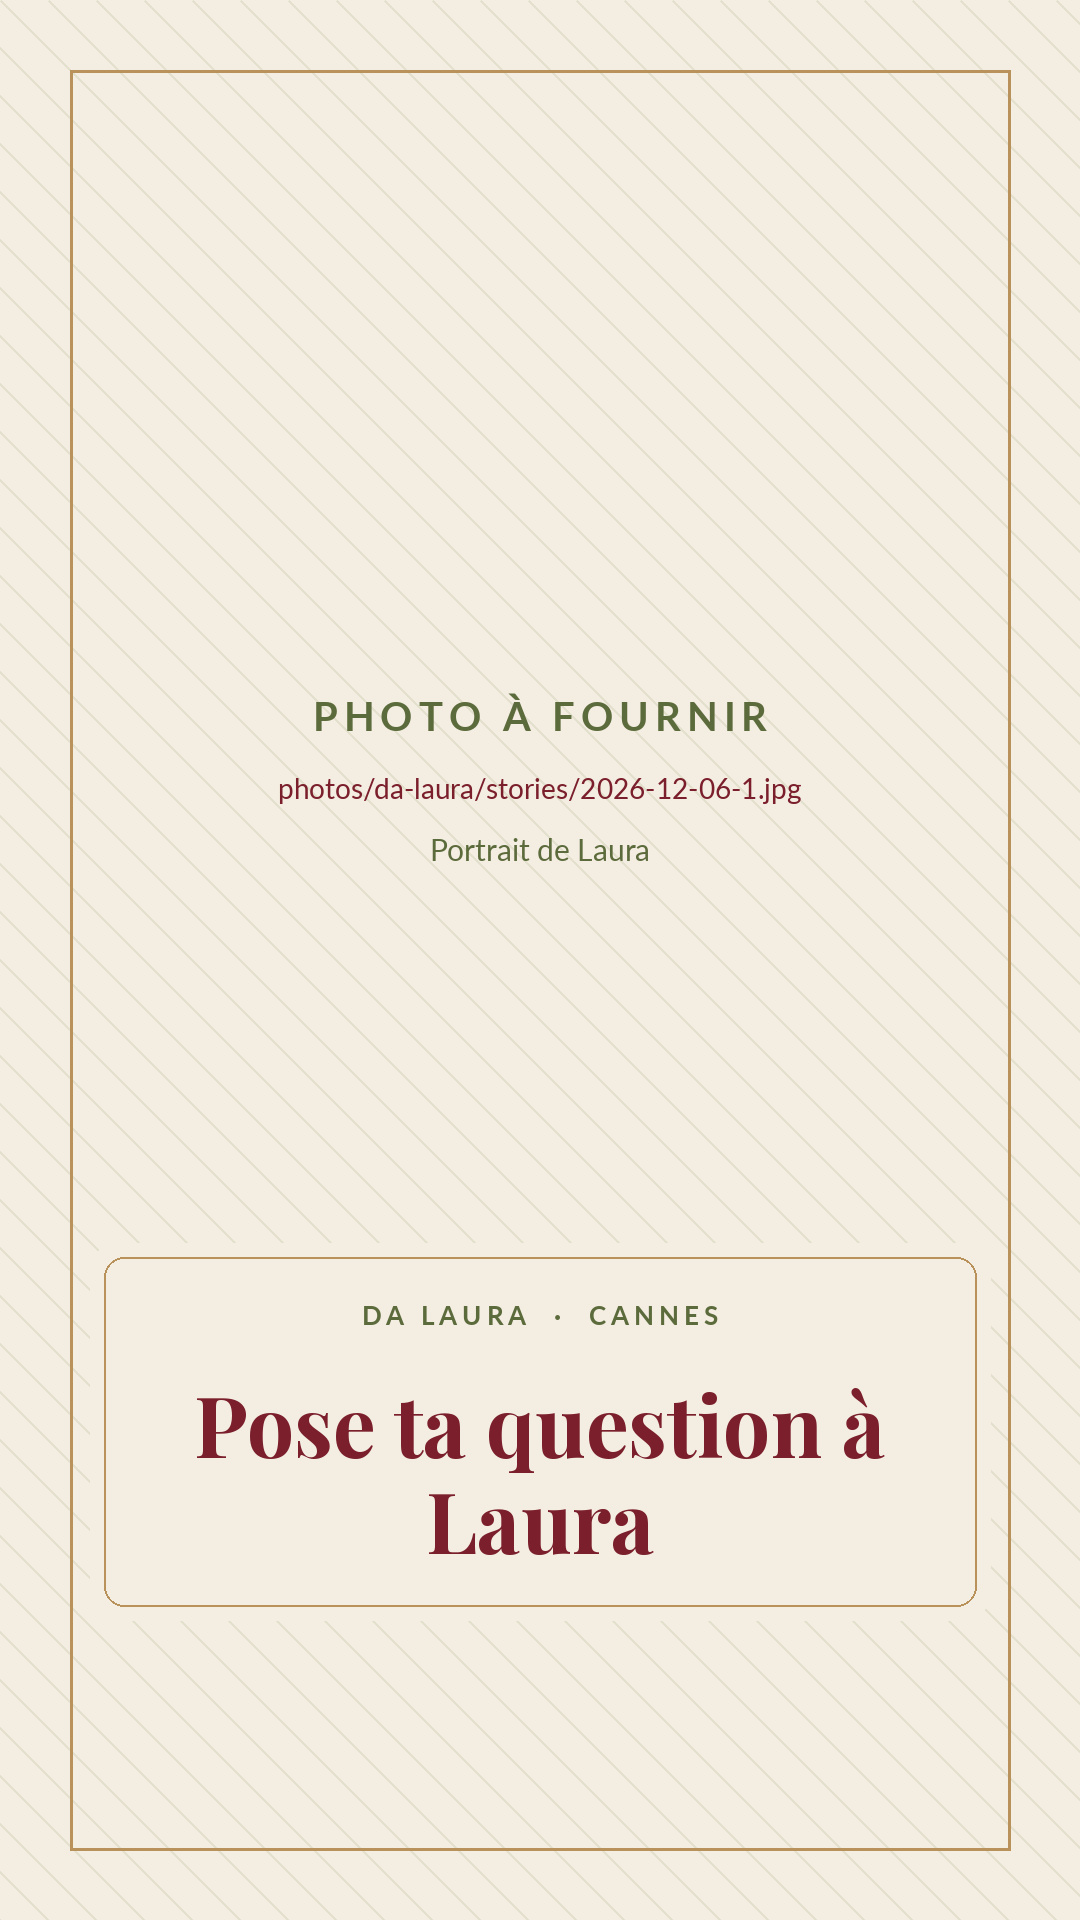 PHOTO À FOURNIR
photos/da-laura/stories/2026-12-06-1.jpg
Portrait de Laura
DA LAURA · CANNES
Pose ta question à
Laura